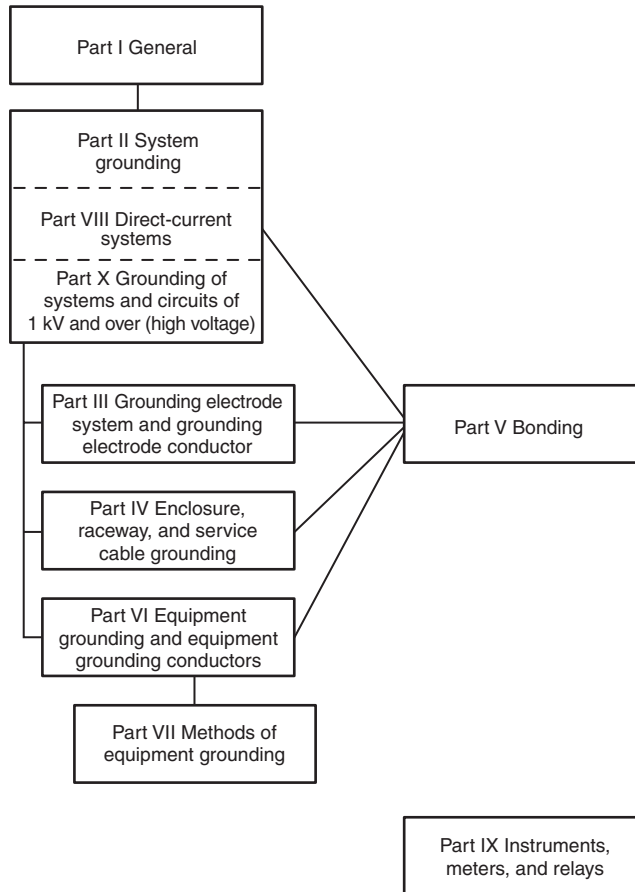 Part I General
Part II System
grounding
Part VIII Direct-current
systems
Part X Grounding of
systems and circuits of
1 kV and over (high voltage)
Part III Grounding electrode
system and grounding
electrode conductor
Part V Bonding
Part IV Enclosure,
raceway, and service
cable grounding
Part VI Equipment
grounding and equipment
grounding conductors
Part VII Methods of
equipment grounding
Part IX Instruments,
meters, and relays